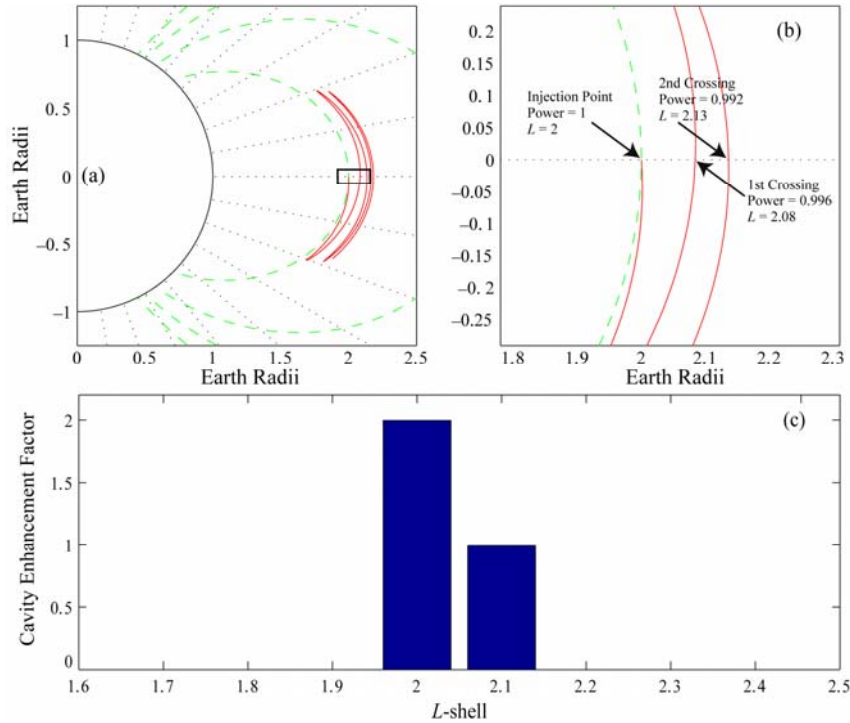 1
0.5
0
−0.5
−1
Earth Radii
(a)
0
0.5
1
1.5
2
2.5
Earth Radii
0.2
0.15
0.1
0.05
0
−0.05
−0.1
−0.15
−0.2
−0.25
(b)
Injection Point
Power = 1
L = 2
2nd Crossing
Power = 0.992
L = 2.13
1st Crossing
Power = 0.996
L = 2.08
1.8
1.9
2
2.1
2.2
2.3
Earth Radii
(c)
2
1.5
1
0.5
0
Cavity Enhancement Factor
1.6
1.7
1.8
1.9
2
2.1
2.2
2.3
2.4
2.5
L-shell